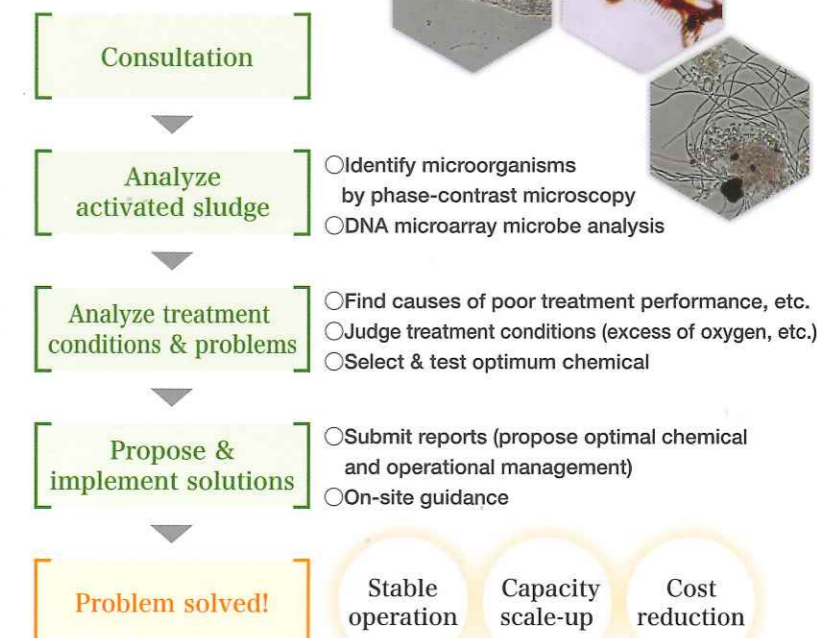 Consultation
Analyze
activated sludge
○Identify microorganisms
by phase-contrast microscopy
○DNA microarray microbe analysis
Analyze treatment
conditions & problems
○Find causes of poor treatment performance, etc.
○Judge treatment conditions (excess of oxygen, etc.)
○Select & test optimum chemical
Propose &
implement solutions
○Submit reports (propose optimal chemical
and operational management)
○On-site guidance
Problem solved!
Stable
operation
Capacity
scale-up
Cost
reduction